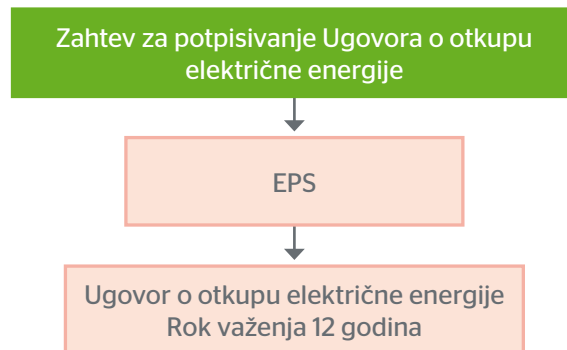 Zahtev za potpisivanje Ugovora o otkupu
električne energije
EPS
Ugovor o otkupu električne energije
Rok važenja 12 godina